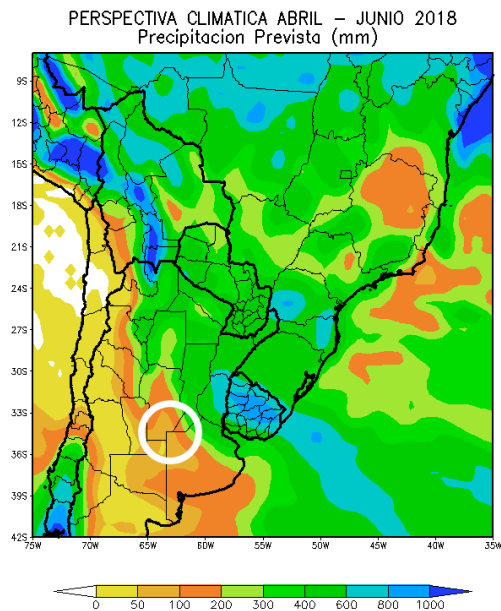 PERSPECTIVA CLIMATICA ABRIL – JUNIO 2018
Precipitacion Prevista (mm)
9S
12S
15S
18S
21S
24S
27S
30S
33S
36S
39S
42S
75W 70W 65W 60W 55W 50W 45W 40W 35W
0 50 100 200 300 400 600 800 1000